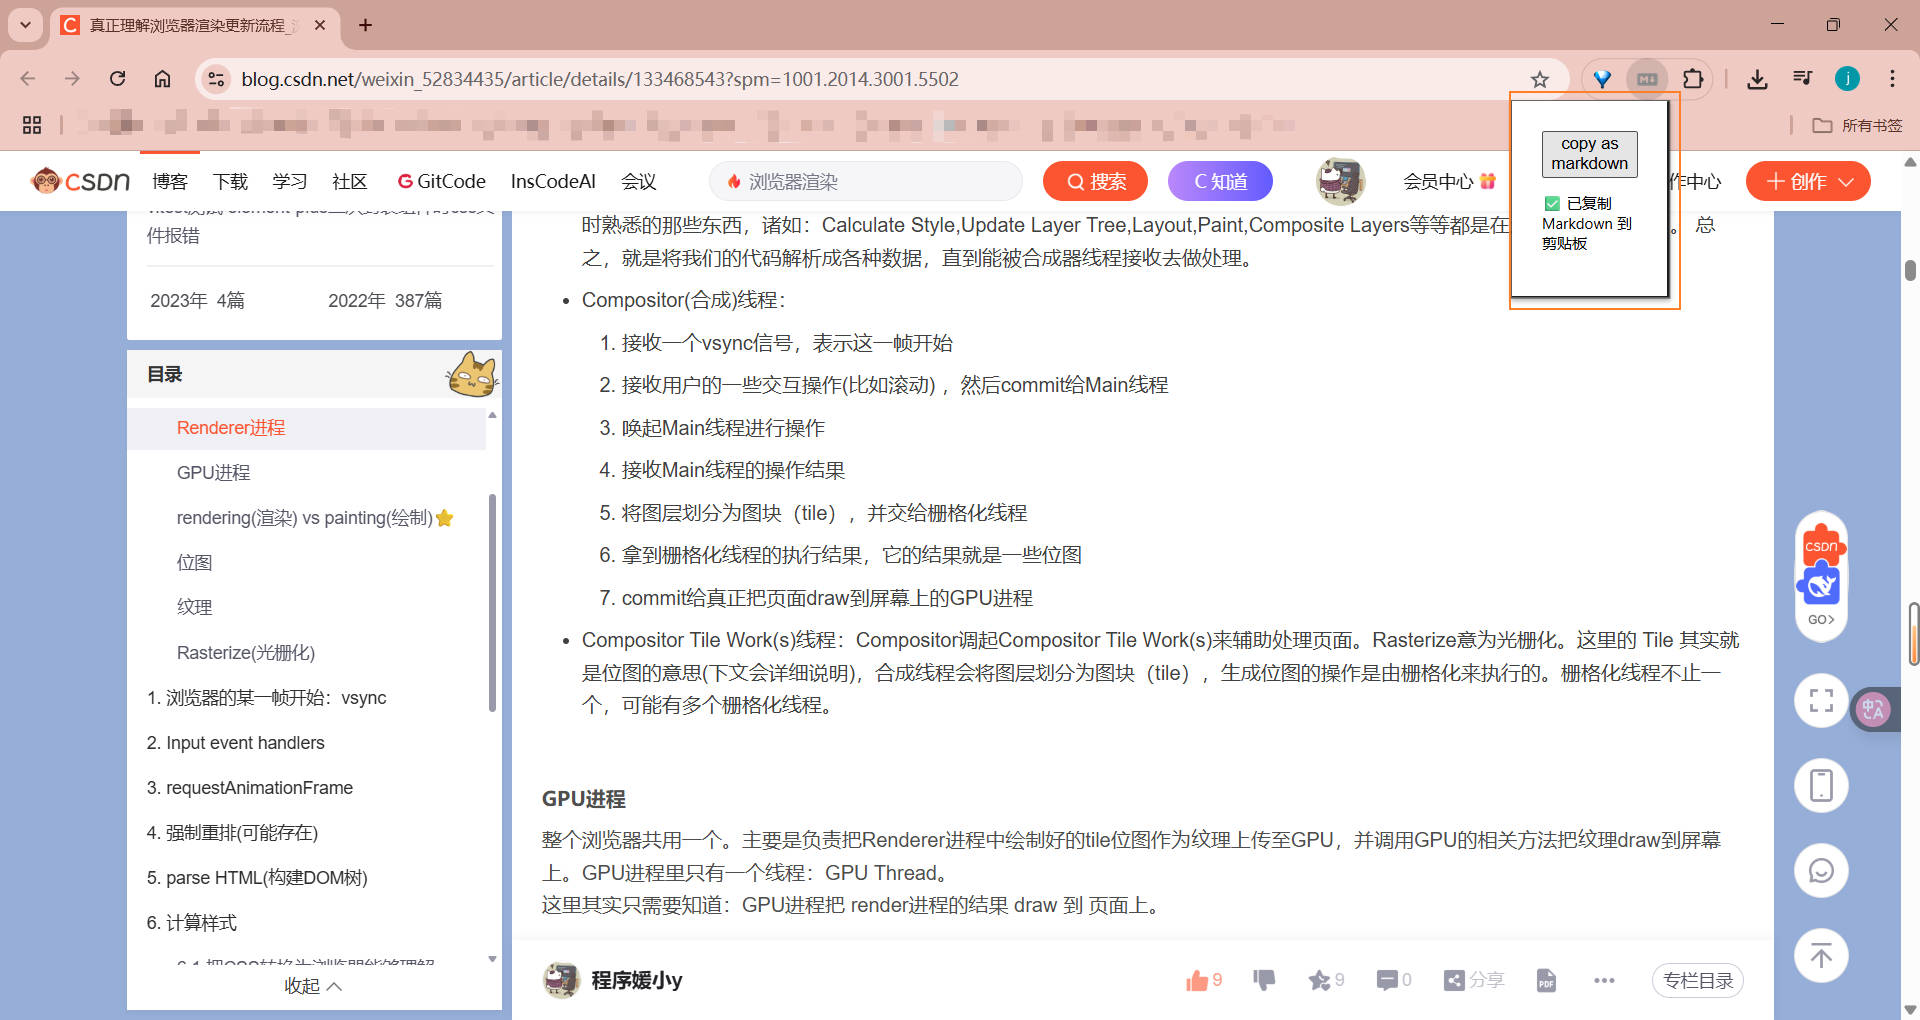 真正理解浏览器渲染更新流程_
blog.csdn.net/weixin_52834435/article/details/133468543?spm=1001.2014.3001.5502
j
所有书签
copy as
markdown
✅ 已复制
Markdown 到
剪贴板
CSDN
博客
下载
学习
社区
GitCode
InsCodeAI
会议
浏览器渲染
搜索
C 知道
会员中心
作中心
创作
件报错
2023年 4篇
2022年 387篇
目录
Renderer进程
GPU进程
rendering(渲染) vs painting(绘制)⭐
位图
纹理
Rasterize(光栅化)
1. 浏览器的某一帧开始：vsync
2. Input event handlers
3. requestAnimationFrame
4. 强制重排(可能存在)
5. parse HTML(构建DOM树)
6. 计算样式
收起
时熟悉的那些东西，诸如：Calculate Style,Update Layer Tree,Layout,Paint,Composite Layers等等都是在
。总
之，就是将我们的代码解析成各种数据，直到能被合成器线程接收去做处理。
• Compositor(合成)线程：
1. 接收一个vsync信号，表示这一帧开始
2. 接收用户的一些交互操作(比如滚动) ，然后commit给Main线程
3. 唤起Main线程进行操作
4. 接收Main线程的操作结果
5. 将图层划分为图块（tile），并交给栅格化线程
6. 拿到栅格化线程的执行结果，它的结果就是一些位图
7. commit给真正把页面draw到屏幕上的GPU进程
• Compositor Tile Work(s)线程：Compositor调起Compositor Tile Work(s)来辅助处理页面。Rasterize意为光栅化。这里的 Tile 其实就
是位图的意思(下文会详细说明)，合成线程会将图层划分为图块（tile），生成位图的操作是由栅格化来执行的。栅格化线程不止一
个，可能有多个栅格化线程。
GPU进程
整个浏览器共用一个。主要是负责把Renderer进程中绘制好的tile位图作为纹理上传至GPU，并调用GPU的相关方法把纹理draw到屏幕
上。GPU进程里只有一个线程：GPU Thread。
这里其实只需要知道：GPU进程把 render进程的结果 draw 到 页面上。
程序媛小y
9
9
0
分享
PDF
专栏目录
CSDN
GO>